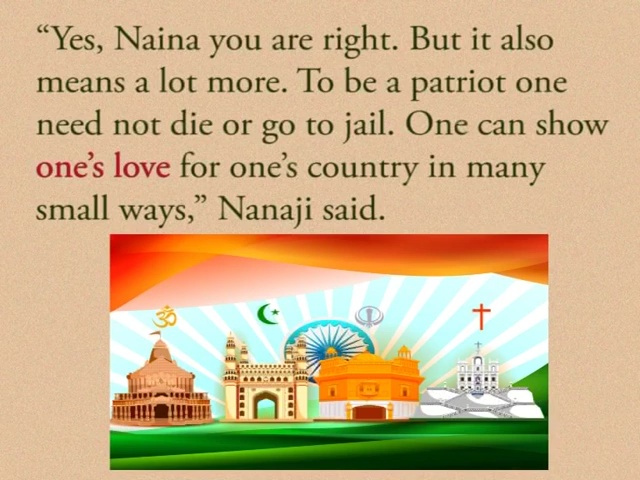 “Yes, Naina you are right. But it also
means a lot more. To be a patriot one
need not die or go to jail. One can show
one’s love for one’s country in many
small ways,” Nanaji said.
ॐ